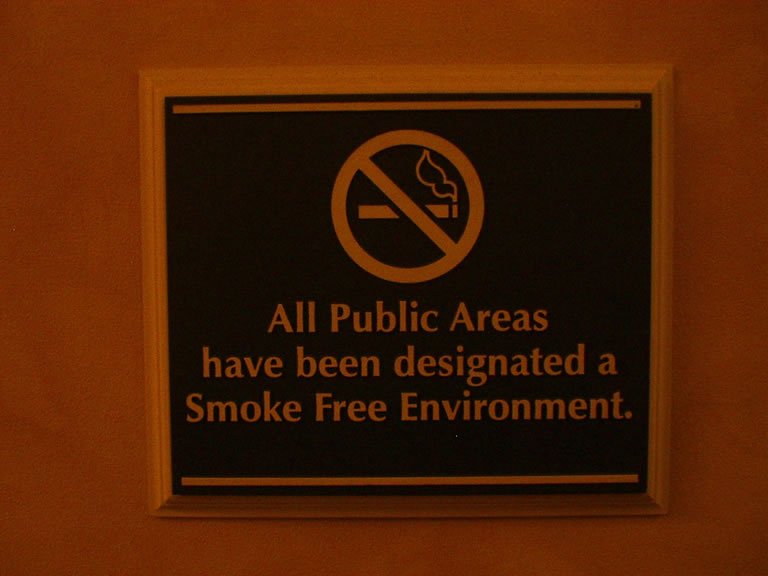 All Public Areas
have been designated a
Smoke Free Environment.